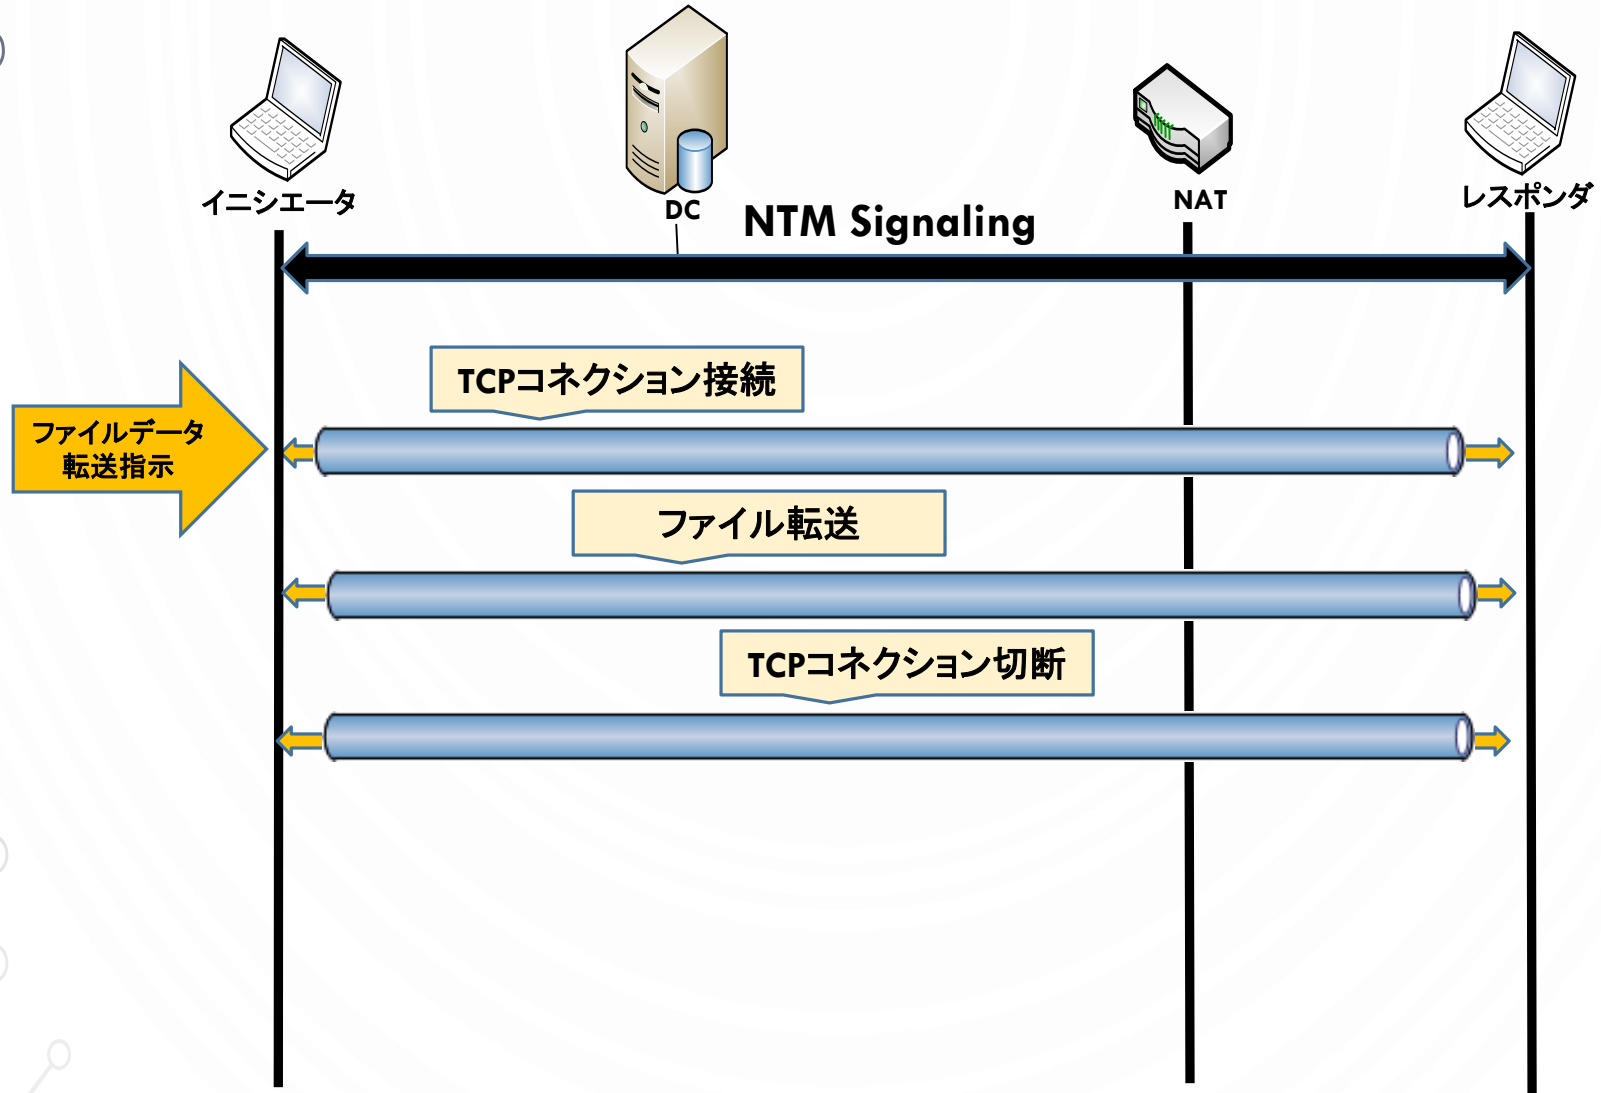 イニシエータ
DC
NAT
レスポンダ
NTM Signaling
TCPコネクション接続
ファイルデータ
転送指示
ファイル転送
TCPコネクション切断